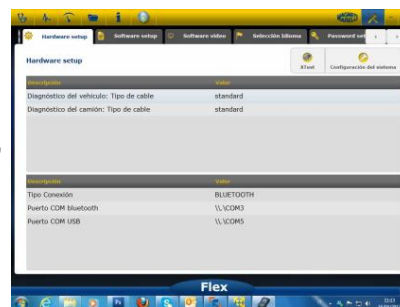 Hardware setup Software setup Software video Selección Idioma Password set
Hardware setup
XTest Configuración del sistema
Descripción Valor
Diagnóstico del vehículo: Tipo de cable standard
Diagnóstico del camión: Tipo de cable standard
Descripción Valor
Tipo Conexión BLUETOOTH
Puerto COM bluetooth \\.\COM3
Puerto COM USB \\.\COM5
Flex